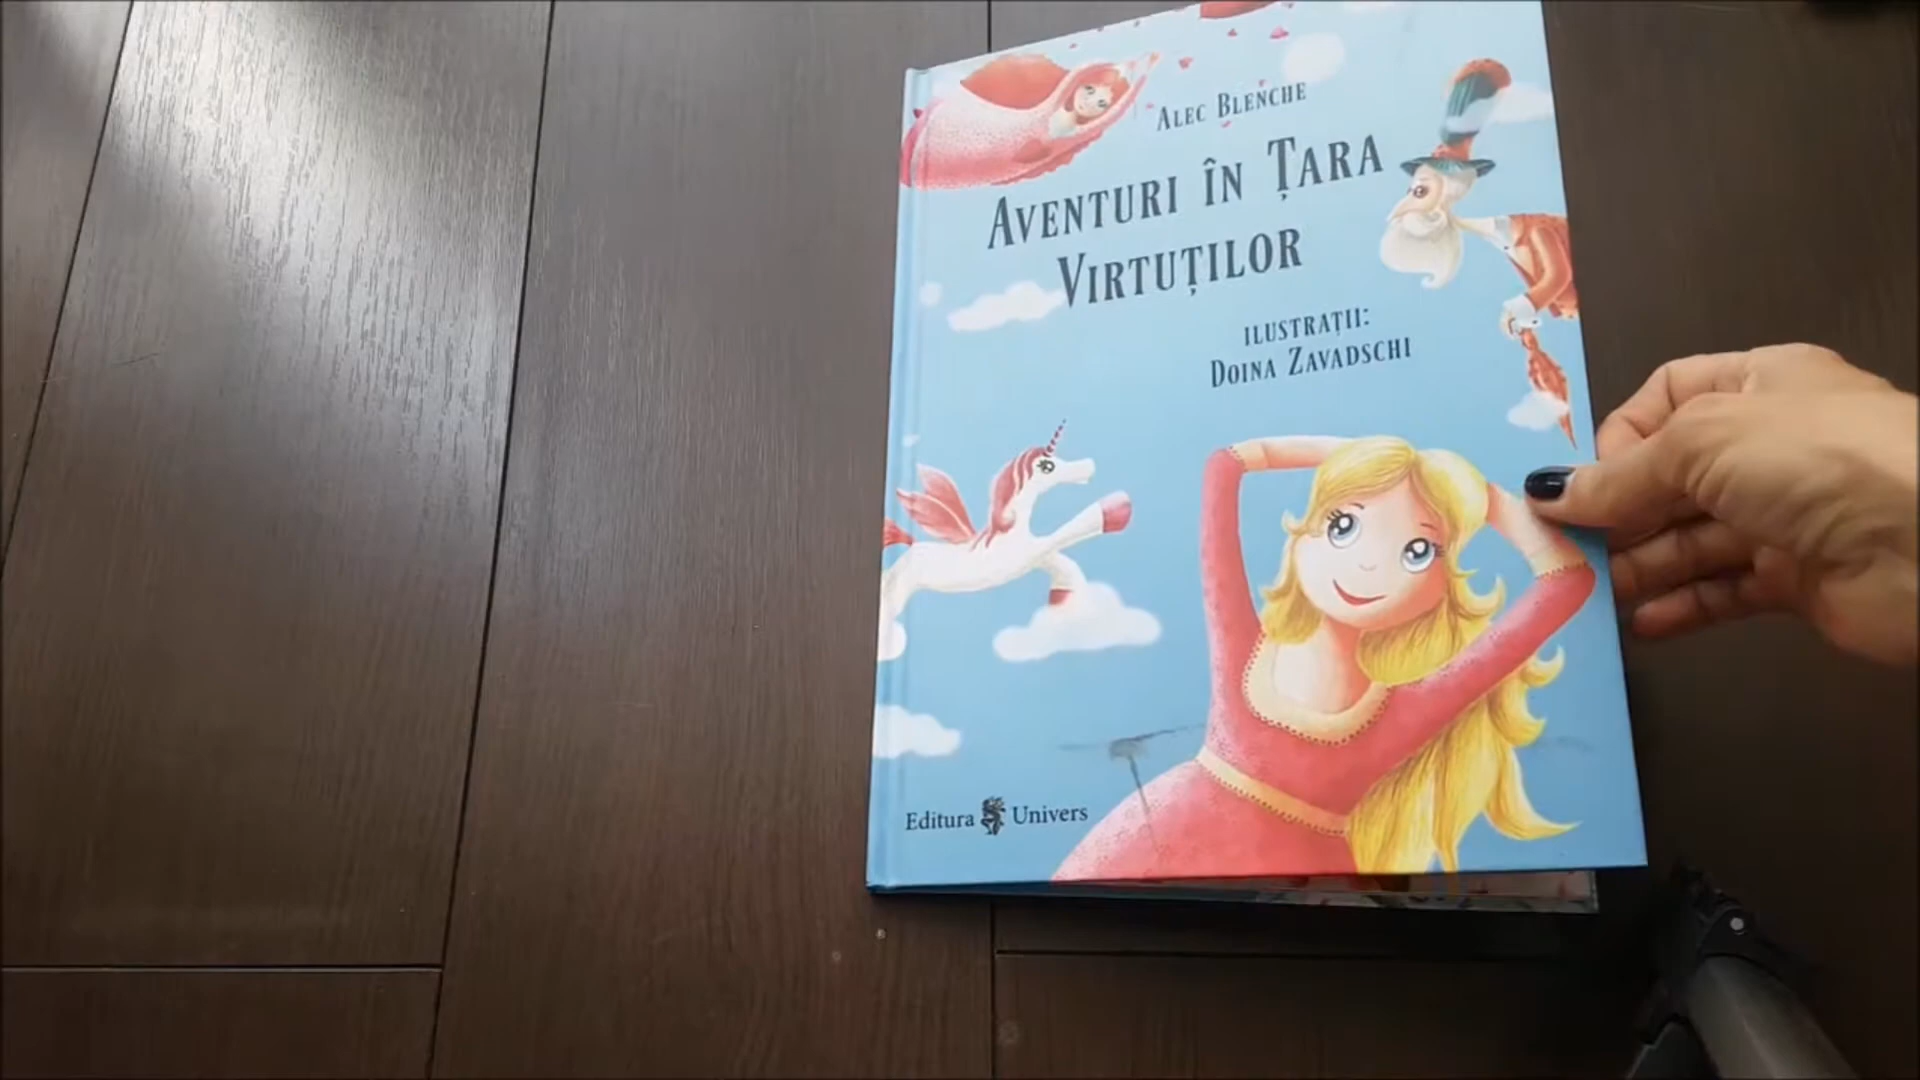 ALEC BLENCHE
AVENTURI ÎN ȚARA
VIRTUȚILOR
ILUSTRAȚII:
DOINA ZAVADSCHI
Editura Univers